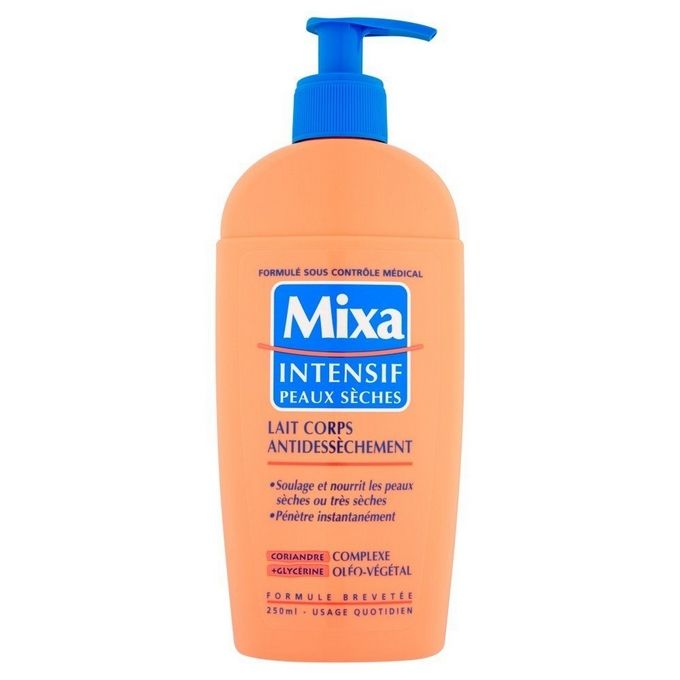 FORMULÉ SOUS CONTRÔLE MÉDICAL
Mixa
INTENSIF
PEAUX SÈCHES
LAIT CORPS
ANTIDESSÈCHEMENT
•Soulage et nourrit les peaux
sèches ou très sèches
•Pénètre instantanément
CORIANDRE COMPLEXE
+GLYCÉRINE OLÉO-VÉGÉTAL
FORMULE BREVETÉE
250ml - USAGE QUOTIDIEN